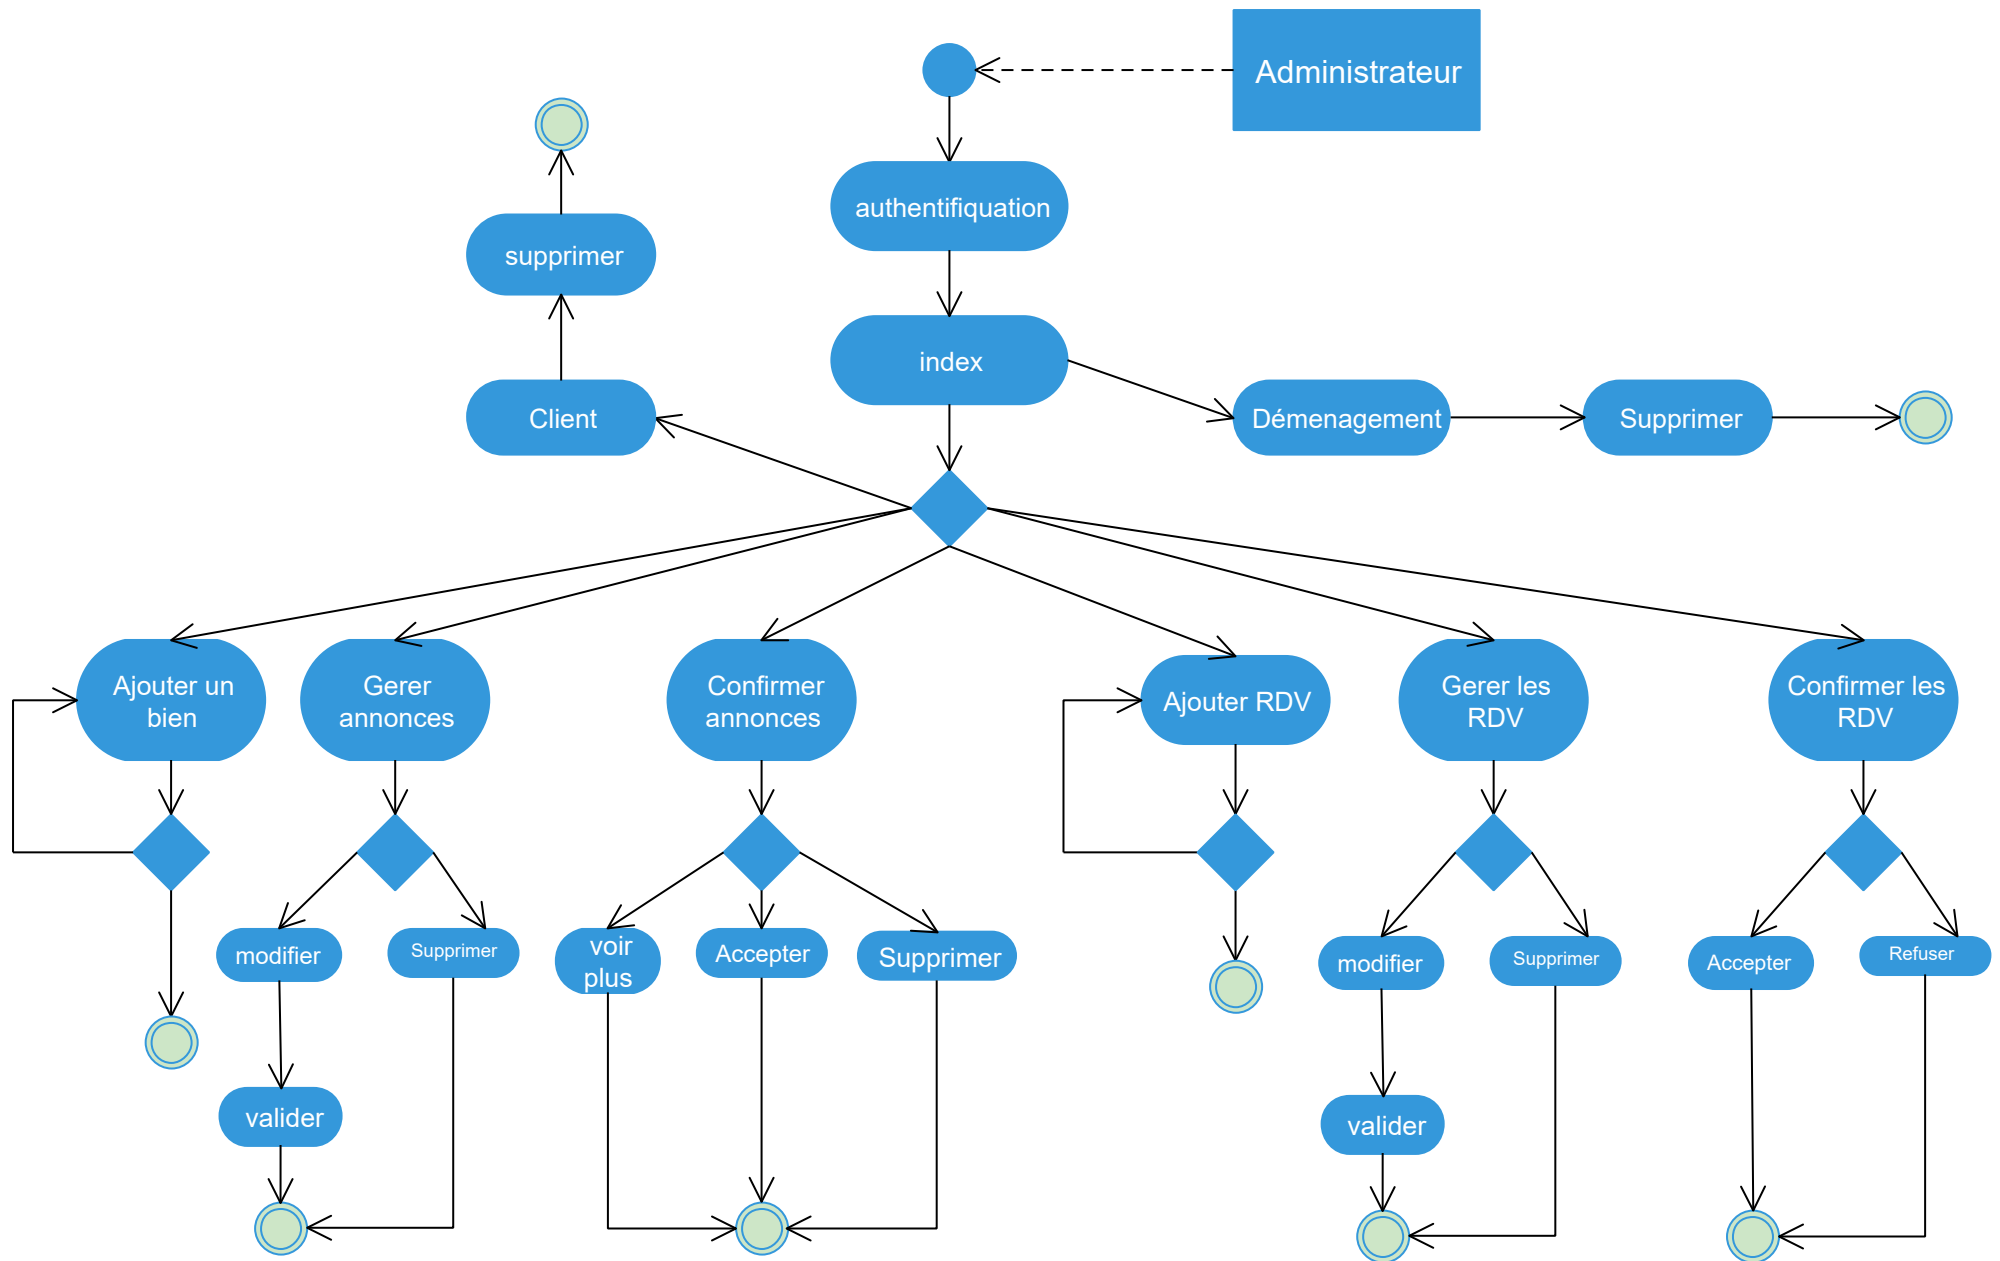 Administrateur
authentifiquation
supprimer
index
Client
Démenagement
Supprimer
Ajouter un
bien
Gerer
annonces
Confirmer
annonces
Ajouter RDV
Gerer les
RDV
Confirmer les
RDV
modifier
Supprimer
voir
plus
Accepter
Supprimer
modifier
Supprimer
Accepter
Refuser
valider
valider